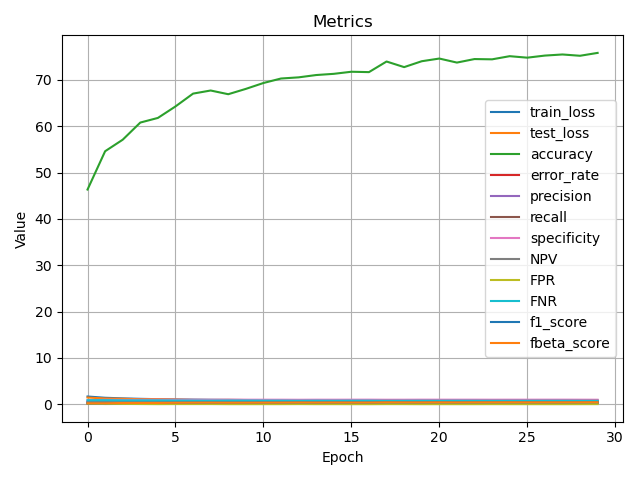 Metrics
Value
70
60
50
40
30
20
10
0
train_loss
test_loss
accuracy
error_rate
precision
recall
specificity
NPV
FPR
FNR
f1_score
fbeta_score
0 5 10 15 20 25 30
Epoch